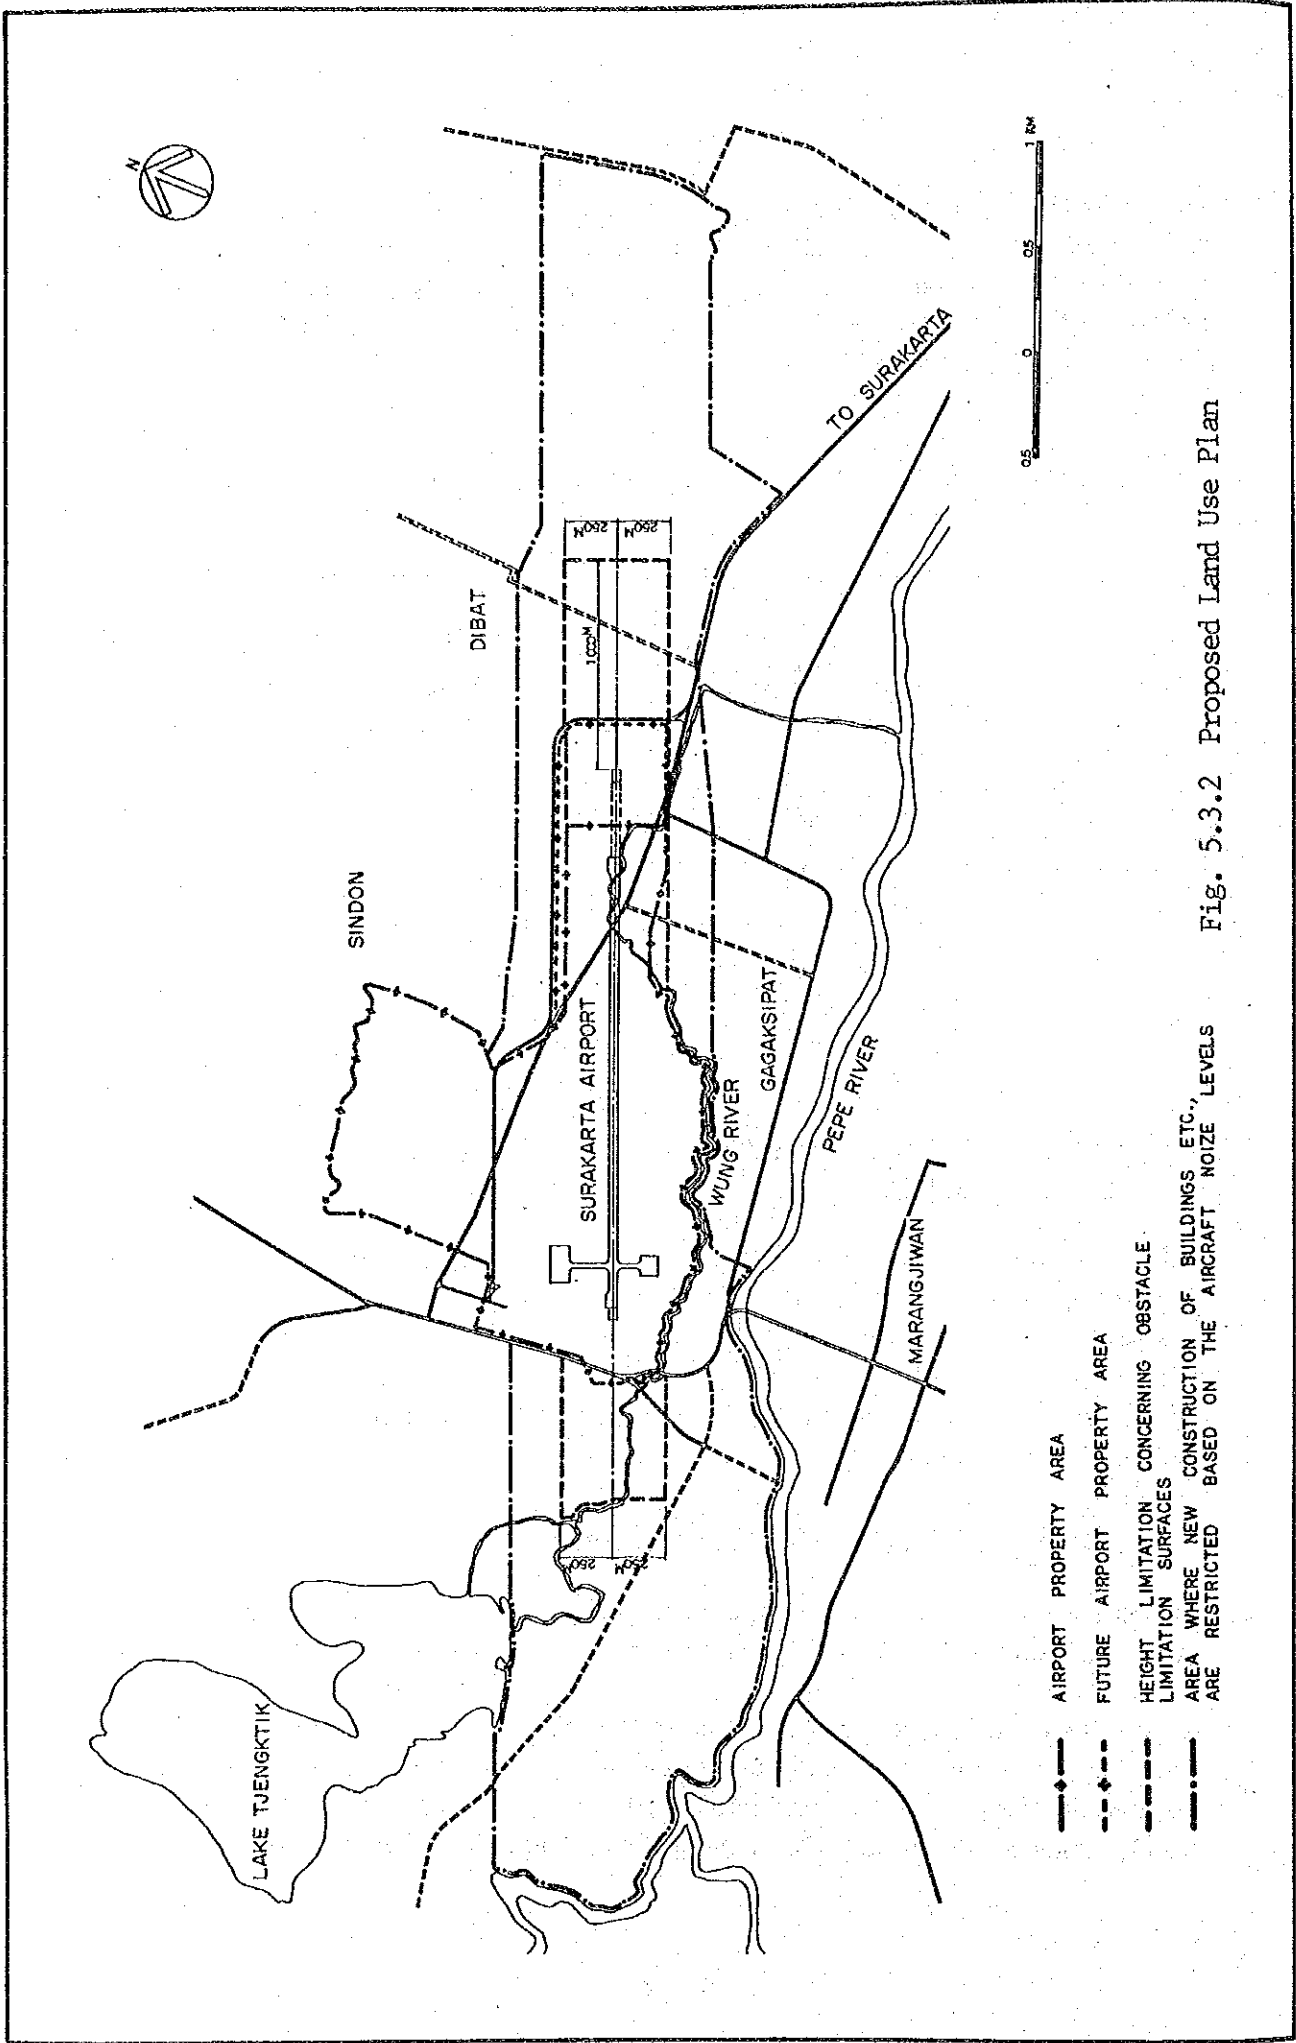 N
LAKE TJENGKTIK
SINDON
DIBAT
SURAKARTA AIRPORT
250M
250M
1000M
250M
250M
WUNG RIVER
GAGAKSIPAT
PEPE RIVER
MARANGJIWAN
TO SURAKARTA
0.5
0
0.5
1 KM
AIRPORT PROPERTY AREA
FUTURE AIRPORT PROPERTY AREA
HEIGHT LIMITATION CONCERNING OBSTACLE
LIMITATION SURFACES
AREA WHERE NEW CONSTRUCTION OF BUILDINGS ETC.,
ARE RESTRICTED BASED ON THE AIRCRAFT NOIZE LEVELS
Fig. 5.3.2 Proposed Land Use Plan